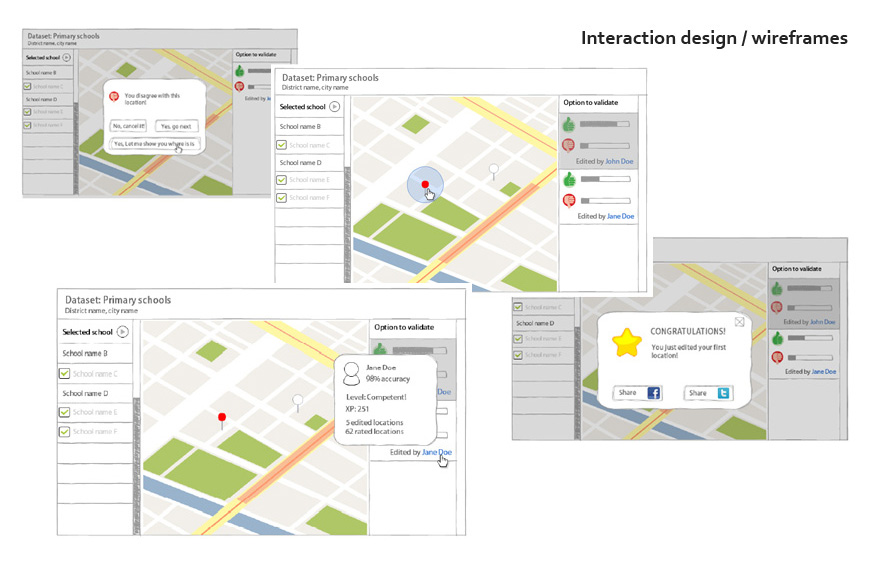 Interaction design / wireframes
Dataset: Primary schools
District name, city name
Selected school
School name B
School name C
School name D
School name E
School name F
You disagree with this
location!
No, cancel it!
Yes, go next
Yes, Let me show you where is is
Option to validate
Edited by Jane
Dataset: Primary schools
District name, city name
Selected school
School name B
School name C
School name D
School name E
School name F
Option to validate
Edited by John Doe
Edited by Jane Doe
Dataset: Primary schools
District name, city name
Selected school
School name B
School name C
School name D
School name E
School name F
Option to validate
Jane Doe
98% accuracy
Level: Competent!
XP: 251
5 edited locations
62 rated locations
Doe
Edited by Jane Doe
School name C
School name D
School name E
School name F
CONGRATULATIONS!
You just edited your first
location!
Share
Share
Option to validate
Edited by John Doe
Edited by Jane Doe